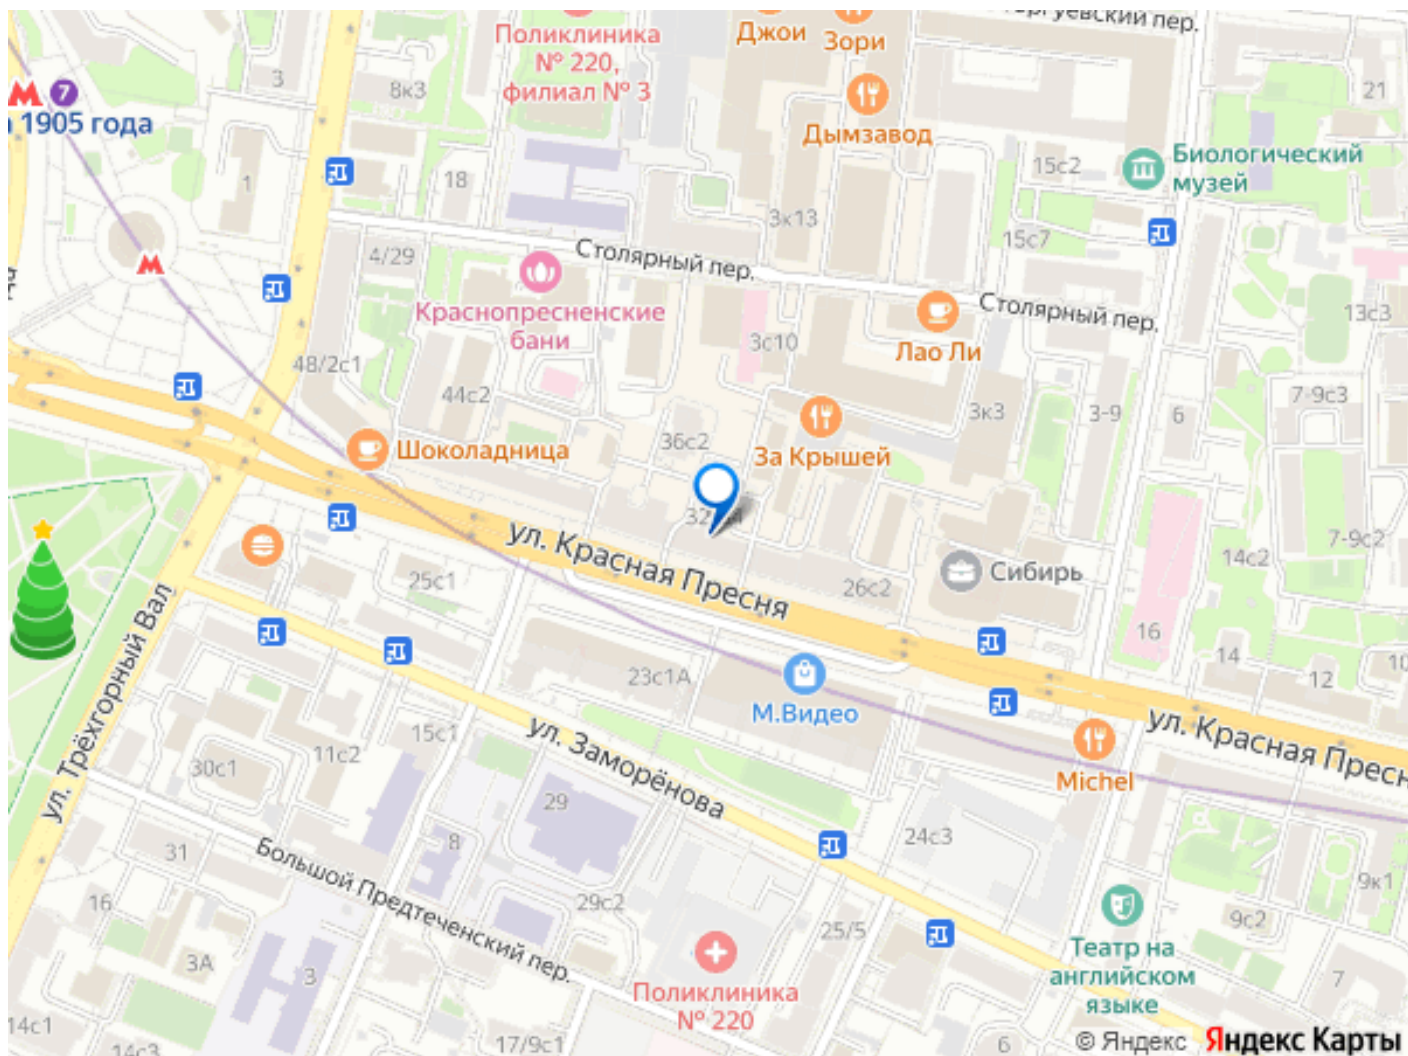 Поликлиника
№ 220,
филиал № 3
Джои
Зори
пер.
3
8к3
7
1905 года
Дымзавод
21
15с2
Биологический
музей
1
18
3к13
15с7
4/29
Столярный пер.
Краснопресненские
бани
Столярный пер.
13с3
3с10
Лао Ли
48/2с1
44с2
3к3
3-9
6
7-9с3
Шоколадница
36с2
За Крышей
ул. Красная Пресня
14с2
7-9с2
25с1
26с2
Сибирь
16
14
12
10
ул. Трёхгорный Вал
23с1А
М.Видео
ул. Красная
15с1
11с2
30с1
ул. Заморёнова
Michel
29
8
24с3
31
Большой Предтеченский пер.
9к1
16
29с2
25/5
9с2
3А
3
Театр на
английском
языке
7
Поликлиника
№ 220
14с1
14с3
17/9с1
6
© Яндекс
Яндекс Карты